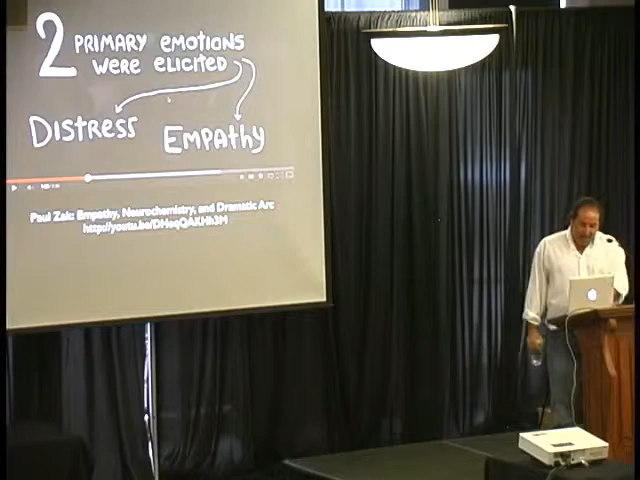 2 PRIMARY EMOTIONS
WERE ELICITED
DISTRESS
EMPATHY
Paul Zak: Empathy, Neurochemistry, and Dramatic Arc